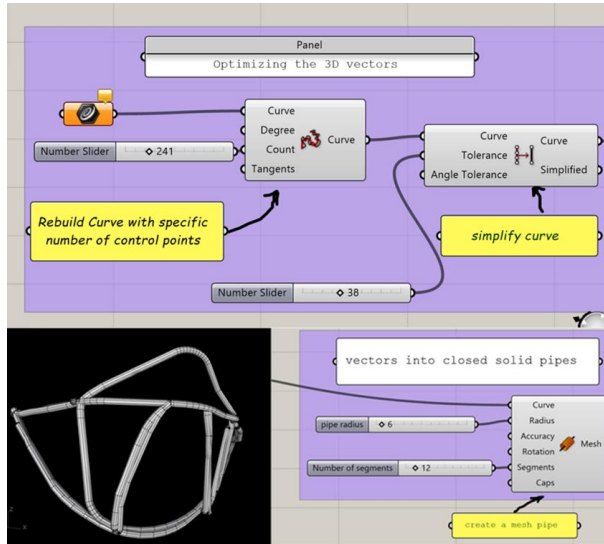 Panel
Optimizing the 3D vectors
Curve
Degree
Count
Tangents
Curve
Number Slider
241
Curve
Tolerance
Angle Tolerance
Curve
Simplified
Rebuild Curve with specific
number of control points
simplify curve
Number Slider
38
vectors into closed solid pipes
Curve
Radius
Accuracy
Rotation
Segments
Caps
Mesh
pipe radius
6
Number of segments
12
create a mesh pipe
z
x